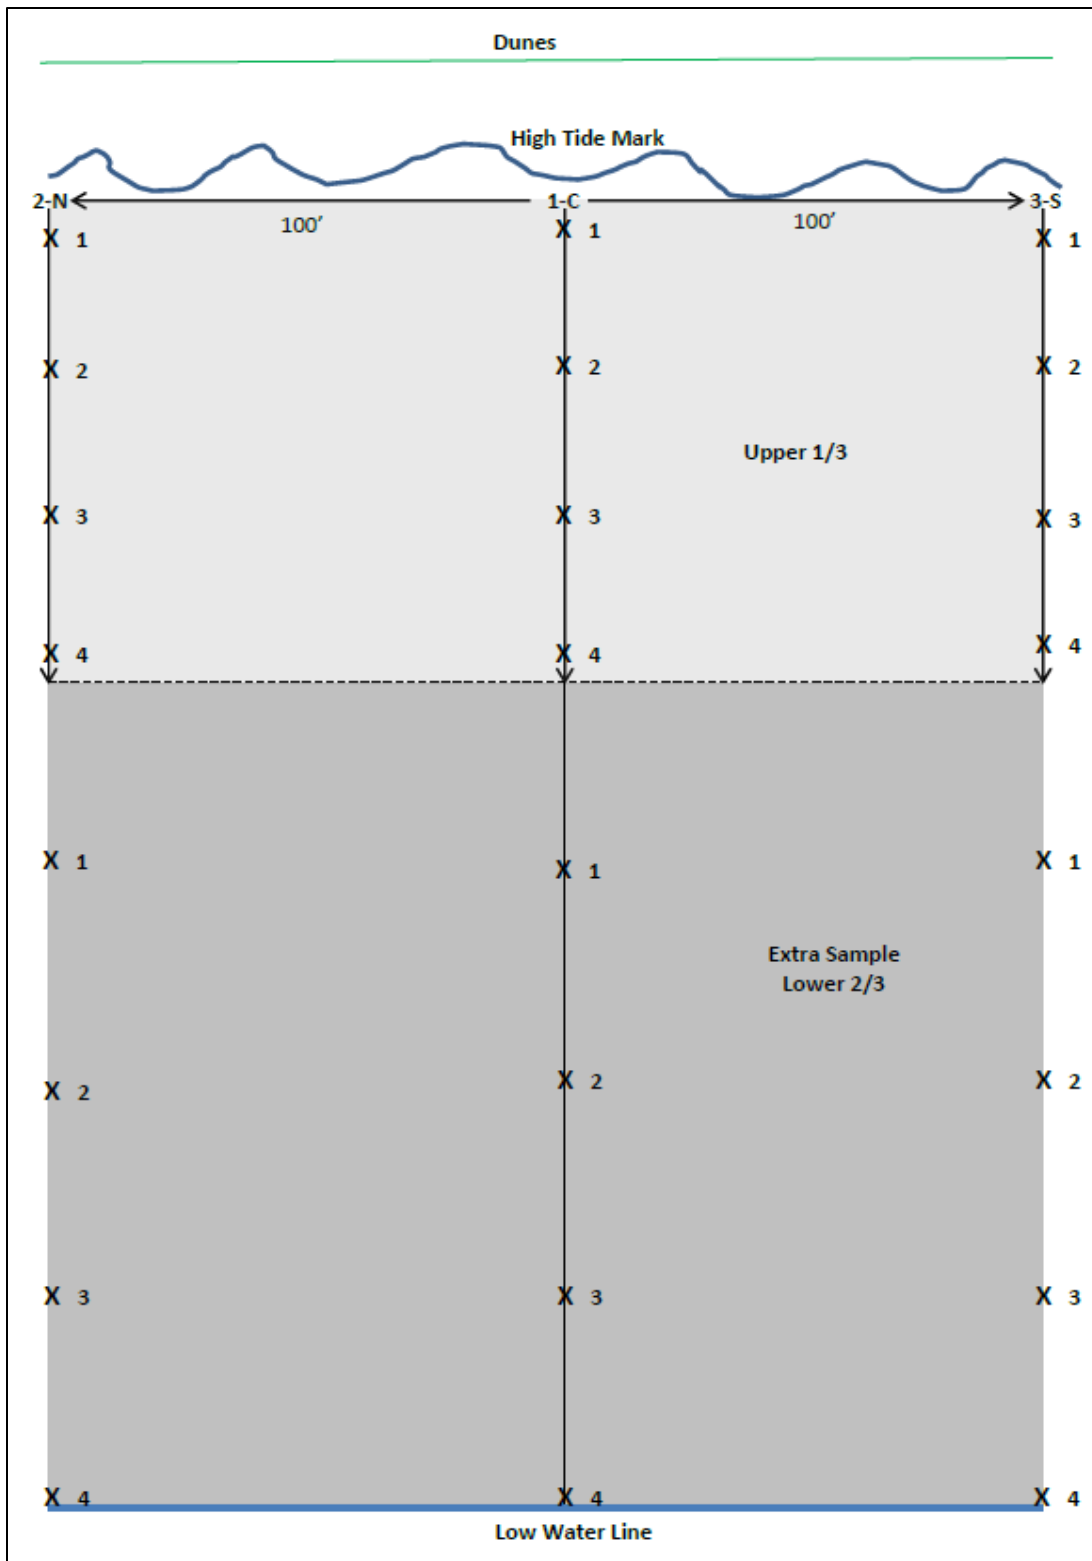 Dunes
High Tide Mark
2-N 1-C 3-S
100’ 100’
X 1 X 1 X 1
X 2 X 2 X 2
Upper 1/3
X 3 X 3 X 3
X 4 X 4 X 4
X 1 X 1 X 1
Extra Sample
Lower 2/3
X 2 X 2 X 2
X 3 X 3 X 3
X 4 X 4 X 4
Low Water Line